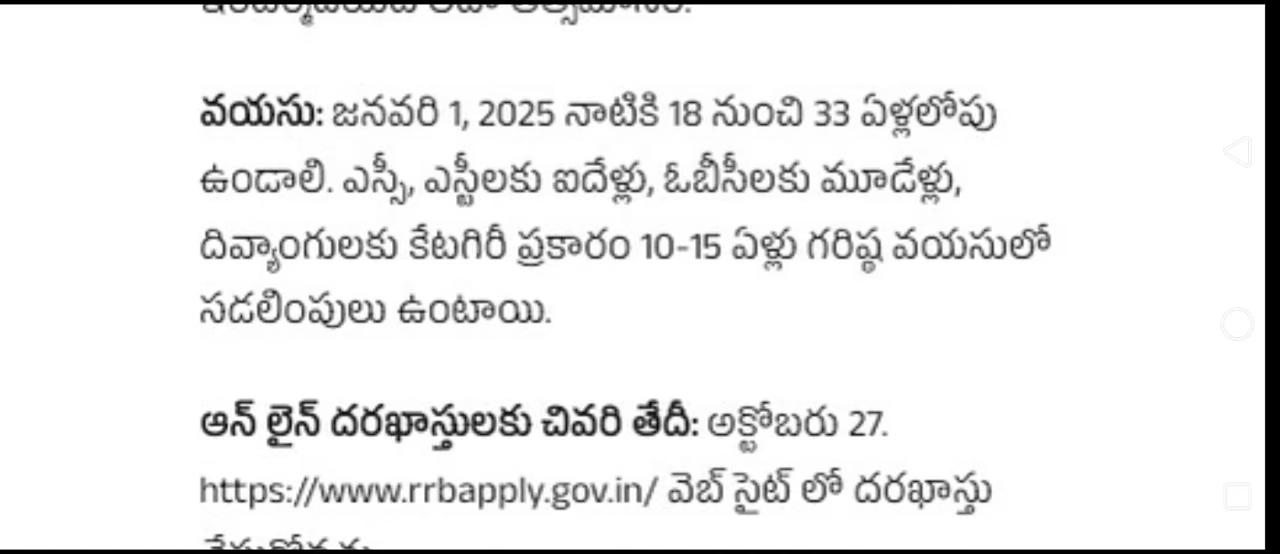 వయసు: జనవరి 1, 2025 నాటికి 18 నుంచి 33 ఏళ్లలోపు
ఉండాలి. ఎస్సీ, ఎస్టీలకు ఐదేళ్లు, ఓబీసీలకు మూడేళ్లు,
దివ్యాంగులకు కేటగిరీ ప్రకారం 10-15 ఏళ్లు గరిష్ఠ వయసులో
సడలింపులు ఉంటాయి.
ఆన్ లైన్ దరఖాస్తులకు చివరి తేదీ: అక్టోబరు 27.
https://www.rrbapply.gov.in/ వెబ్ సైట్ లో దరఖాస్తు